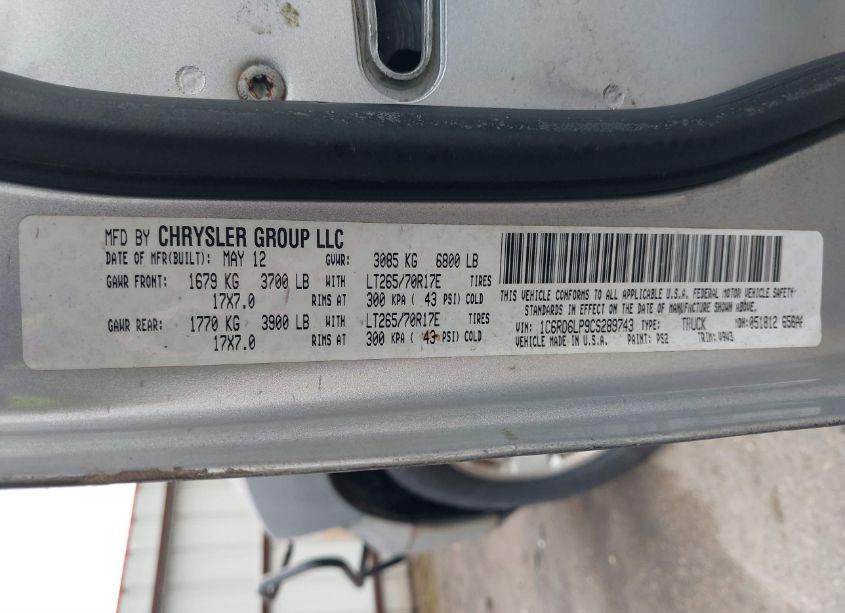 MFD BY CHRYSLER GROUP LLC
DATE OF MFR(BUILT): MAY 12 GVWR: 3085 KG 6800 LB
GAWR FRONT: 1679 KG 3700 LB WITH LT265/70R17E TIRES
17X7.0 RIMS AT 300 KPA ( 43 PSI) COLD
GAWR REAR: 1770 KG 3900 LB WITH LT265/70R17E TIRES
17X7.0 RIMS AT 300 KPA ( 43 PSI) COLD
THIS VEHICLE CONFORMS TO ALL APPLICABLE U.S.A. FEDERAL MOTOR VEHICLE SAFETY
STANDARDS IN EFFECT ON THE DATE OF MANUFACTURE SHOWN ABOVE.
VIN: 1C6RD6LP9CS289743 TYPE: TRUCK MDH: 051812
VEHICLE MADE IN U.S.A. PAINT: PS2 TRIM: V9V3